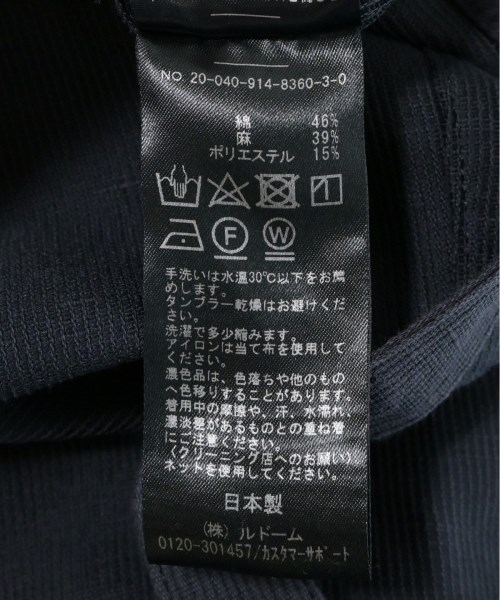 NO. 20-040-914-8360-3-0
綿 46%
麻 39%
ポリエステル 15%
F W
手洗いは水温30℃以下をお薦
めします。
タンブラー乾燥はお避けくだ
さい。
洗濯で多少縮みます。
アイロンは当て布を使用して
ください。
濃色品は、色落ちや他のもの
へ色移りすることがあります。
着用中の摩擦や、汗、水濡れ、
濃淡差があるものとの重ね着
にご注意ください。
(クリーニング店へのお願い)
ネットを使用してください。
日本製
(株) ルドーム
0120-301457/カスタマーサポート